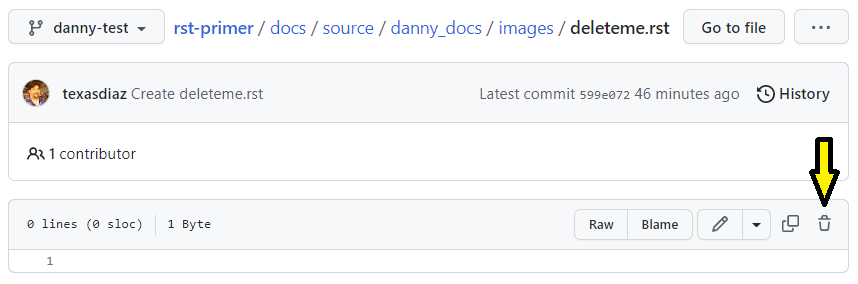 danny-test rst-primer / docs / source / danny_docs / images / deleteme.rst Go to file ...
texasdiaz Create deleteme.rst Latest commit 599e072 46 minutes ago History
1 contributor
0 lines (0 sloc) 1 Byte Raw Blame
1